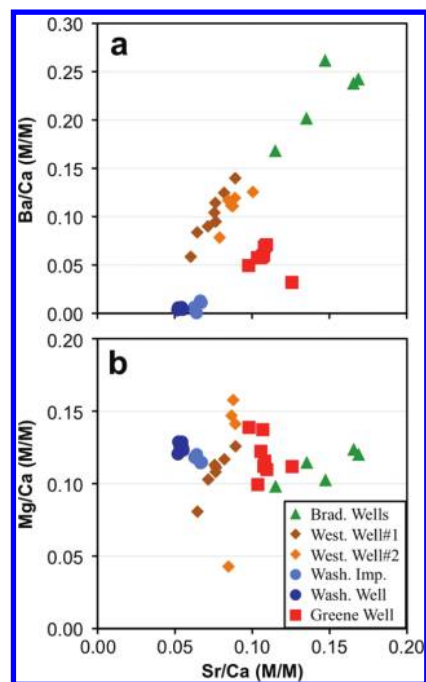 a
Ba/Ca (M/M)
0.30
0.25
0.20
0.15
0.10
0.05
0.00
b
Mg/Ca (M/M)
0.20
0.15
0.10
0.05
0.00
Brad. Wells
West. Well#1
West. Well#2
Wash. Imp.
Wash. Well
Greene Well
0.00 0.05 0.10 0.15 0.20
Sr/Ca (M/M)